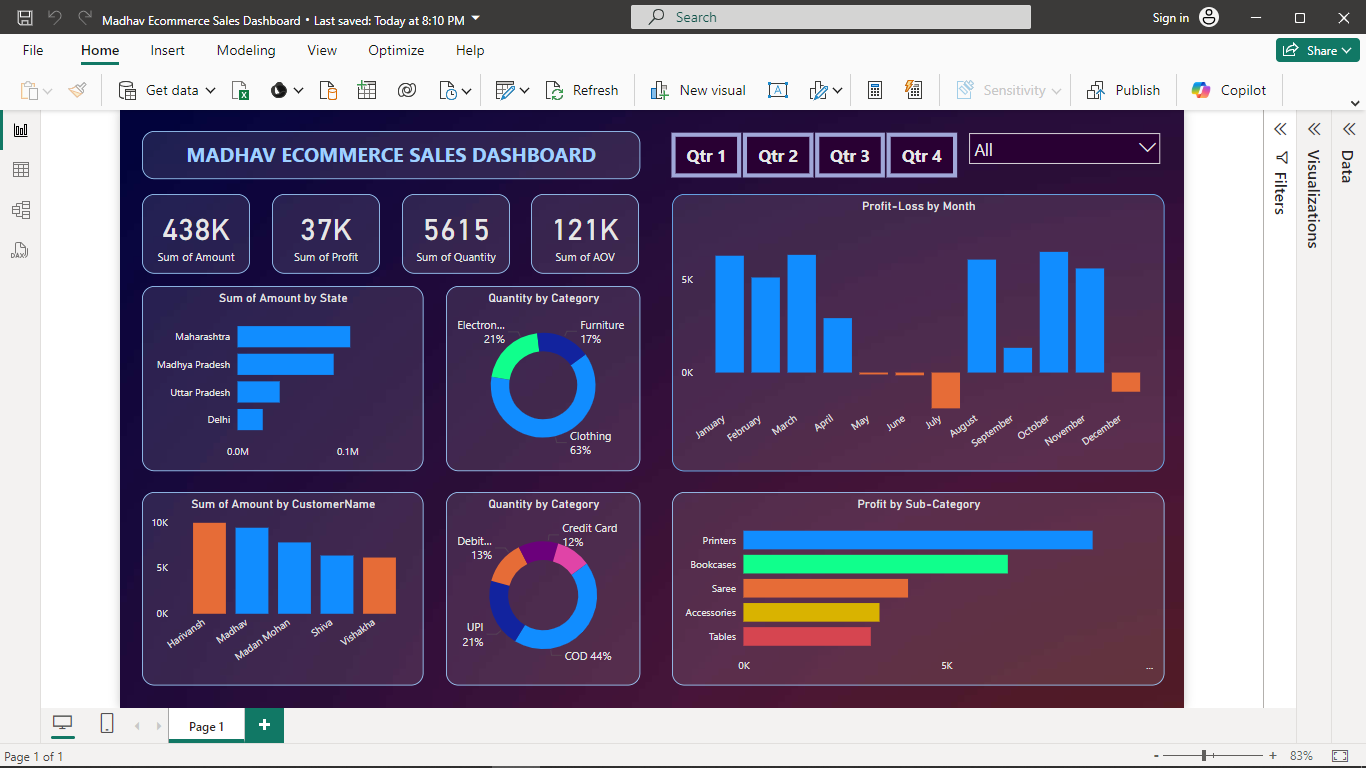 Madhav Ecommerce Sales Dashboard • Last saved: Today at 8:10 PM
Search
Sign in
File
Home
Insert
Modeling
View
Optimize
Help
Share
Get data
Refresh
New visual
Sensitivity
Publish
Copilot
MADHAV ECOMMERCE SALES DASHBOARD
Qtr 1
Qtr 2
Qtr 3
Qtr 4
All
438K
Sum of Amount
37K
Sum of Profit
5615
Sum of Quantity
121K
Sum of AOV
Profit-Loss by Month
5K
0K
January
February
March
April
May
June
July
August
September
October
November
December
Sum of Amount by State
Maharashtra
Madhya Pradesh
Uttar Pradesh
Delhi
0.0M
0.1M
Quantity by Category
Electron...
21%
Furniture
17%
Clothing
63%
Sum of Amount by CustomerName
10K
5K
0K
Harivansh
Madhav
Madan Mohan
Shiva
Vishakha
Quantity by Category
Credit Card
12%
Debit...
13%
UPI
21%
COD 44%
Profit by Sub-Category
Printers
Bookcases
Saree
Accessories
Tables
0K
5K
...
Filters
Visualizations
Data
DAX
Page 1
Page 1 of 1
- + 83%